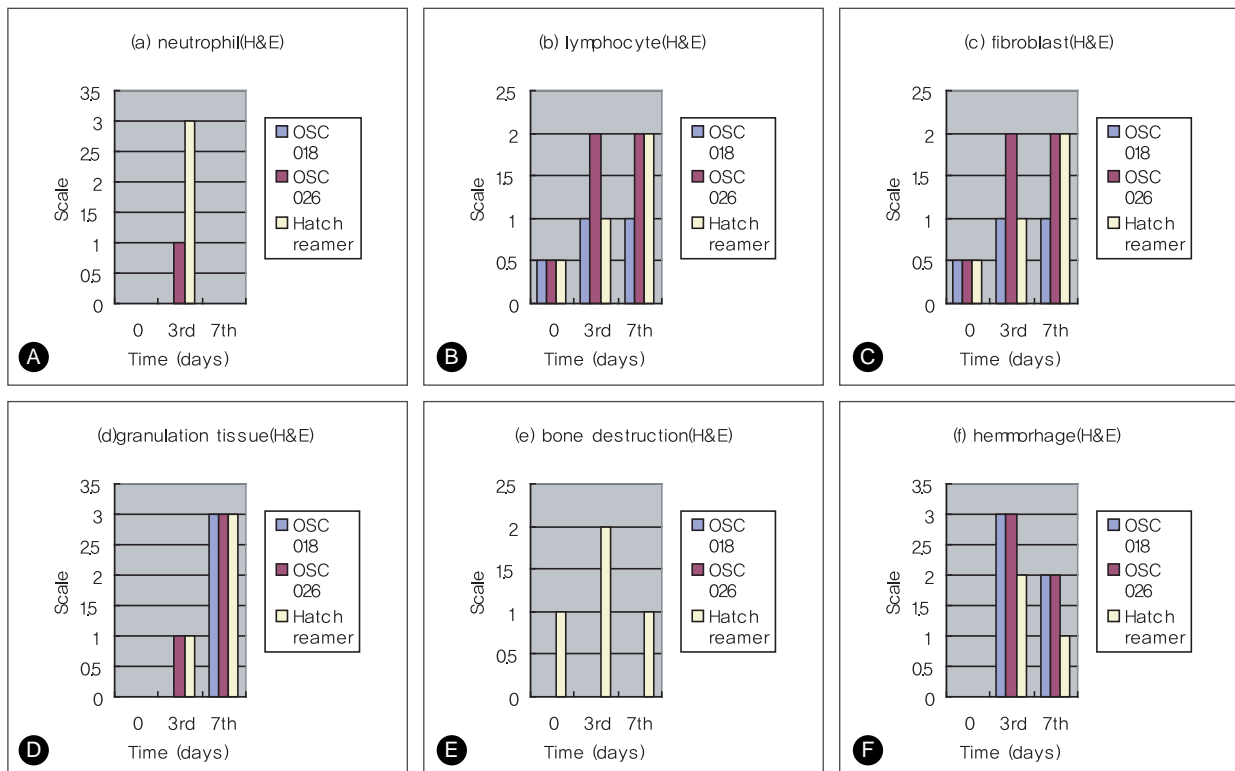 (a) neutrophil(H&E)
3.5
3
2.5
2
1.5
1
0.5
0
Scale
0 3rd 7th
Time (days)
OSC
018
OSC
026
Hatch
reamer
A
(b) lymphocyte(H&E)
2.5
2
1.5
1
0.5
0
Scale
0 3rd 7th
Time (days)
OSC
018
OSC
026
Hatch
reamer
B
(c) fibroblast(H&E)
2.5
2
1.5
1
0.5
0
Scale
0 3rd 7th
Time (days)
OSC
018
OSC
026
Hatch
reamer
C
(d)granulation tissue(H&E)
3.5
3
2.5
2
1.5
1
0.5
0
Scale
0 3rd 7th
Time (days)
OSC
018
OSC
026
Hatch
reamer
D
(e) bone destruction(H&E)
2.5
2
1.5
1
0.5
0
Scale
0 3rd 7th
Time (days)
OSC
018
OSC
026
Hatch
reamer
E
(f) hemorrhage(H&E)
3.5
3
2.5
2
1.5
1
0.5
0
Scale
0 3rd 7th
Time (days)
OSC
018
OSC
026
Hatch
reamer
F